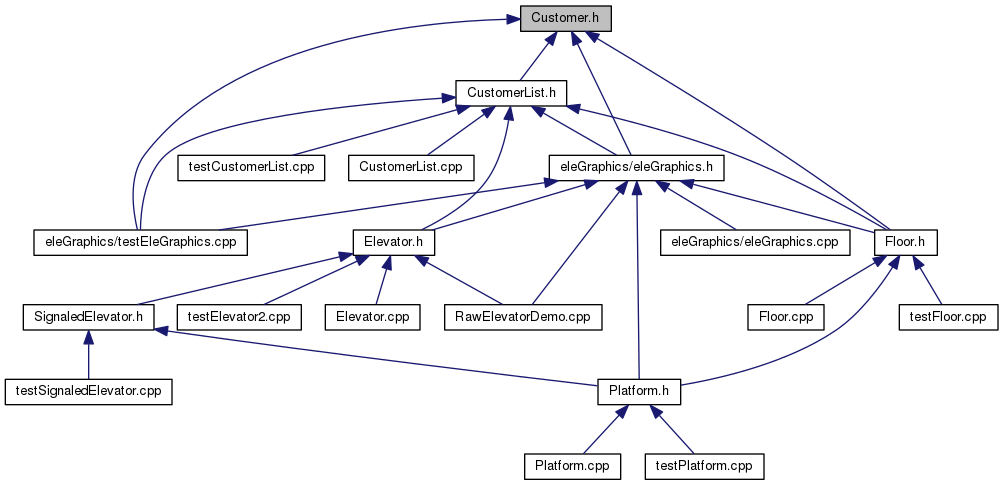 Customer.h
CustomerList.h
testCustomerList.cpp
CustomerList.cpp
eleGraphics/eleGraphics.h
eleGraphics/testEleGraphics.cpp
Elevator.h
eleGraphics/eleGraphics.cpp
Floor.h
SignaledElevator.h
testElevator2.cpp
Elevator.cpp
RawElevatorDemo.cpp
Floor.cpp
testFloor.cpp
testSignaledElevator.cpp
Platform.h
Platform.cpp
testPlatform.cpp